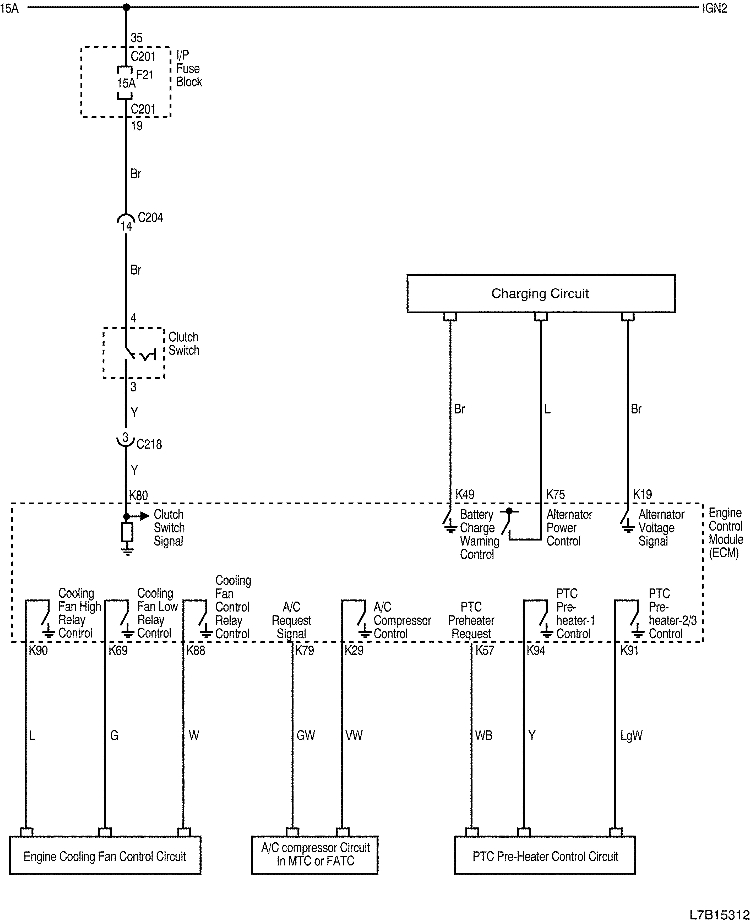 15A
IGN2
35
C201
I/P
Fuse
Block
F21
15A
C201
19
Br
C204
14
Br
4
Clutch
Switch
3
Y
3
C218
Y
K80
Charging Circuit
Br
L
Br
K49
K75
K19
Clutch
Switch
Signal
Battery
Charge
Warning
Control
Alternator
Power
Control
Alternator
Voltage
Signal
Engine
Control
Module
(ECM)
Cooling
Fan High
Relay
Control
Cooling
Fan Low
Relay
Control
Cooling
Fan
Control
Relay
Control
A/C
Request
Signal
A/C
Compressor
Control
PTC
Preheater
Request
PTC
Pre-
heater-1
Control
PTC
Pre-
heater-2/3
Control
K90
K69
K88
K79
K29
K57
K94
K91
L
G
W
GW
VW
WB
Y
LgW
Engine Cooling Fan Control Circuit
A/C compressor Circuit
In MTC or FATC
PTC Pre-Heater Control Circuit
L7B15312